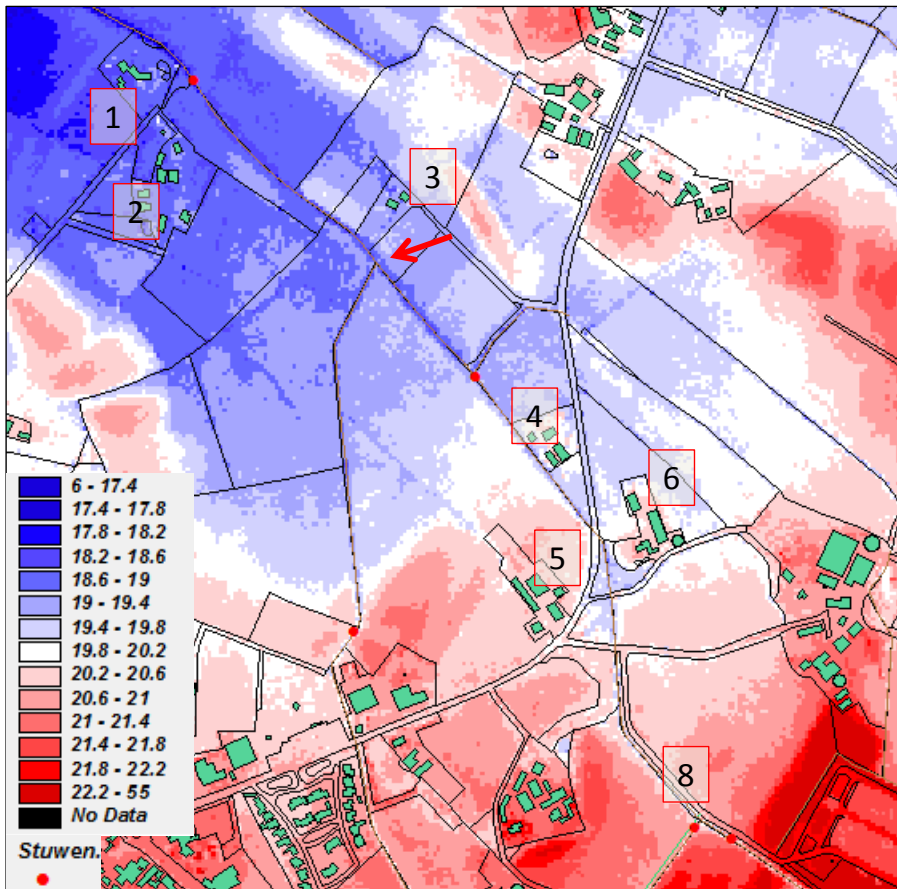 1
3
2
4
6
5
8
6 - 17.4
17.4 - 17.8
17.8 - 18.2
18.2 - 18.6
18.6 - 19
19 - 19.4
19.4 - 19.8
19.8 - 20.2
20.2 - 20.6
20.6 - 21
21 - 21.4
21.4 - 21.8
21.8 - 22.2
22.2 - 55
No Data
Stuwen.